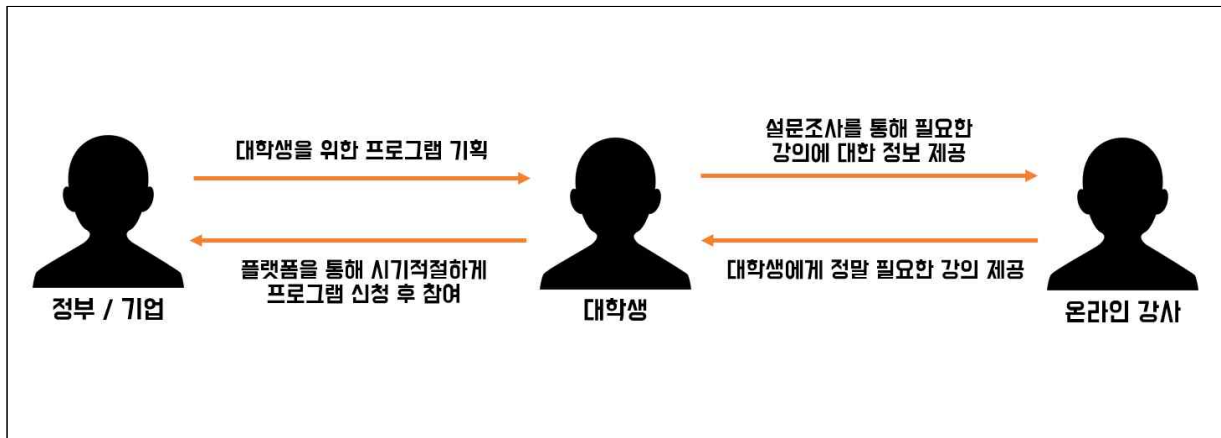 대학생을 위한 프로그램 기획
설문조사를 통해 필요한
강의에 대한 정보 제공
플랫폼을 통해 시기적절하게
프로그램 신청 후 참여
대학생에게 정말 필요한 강의 제공
정부 / 기업
대학생
온라인 강사